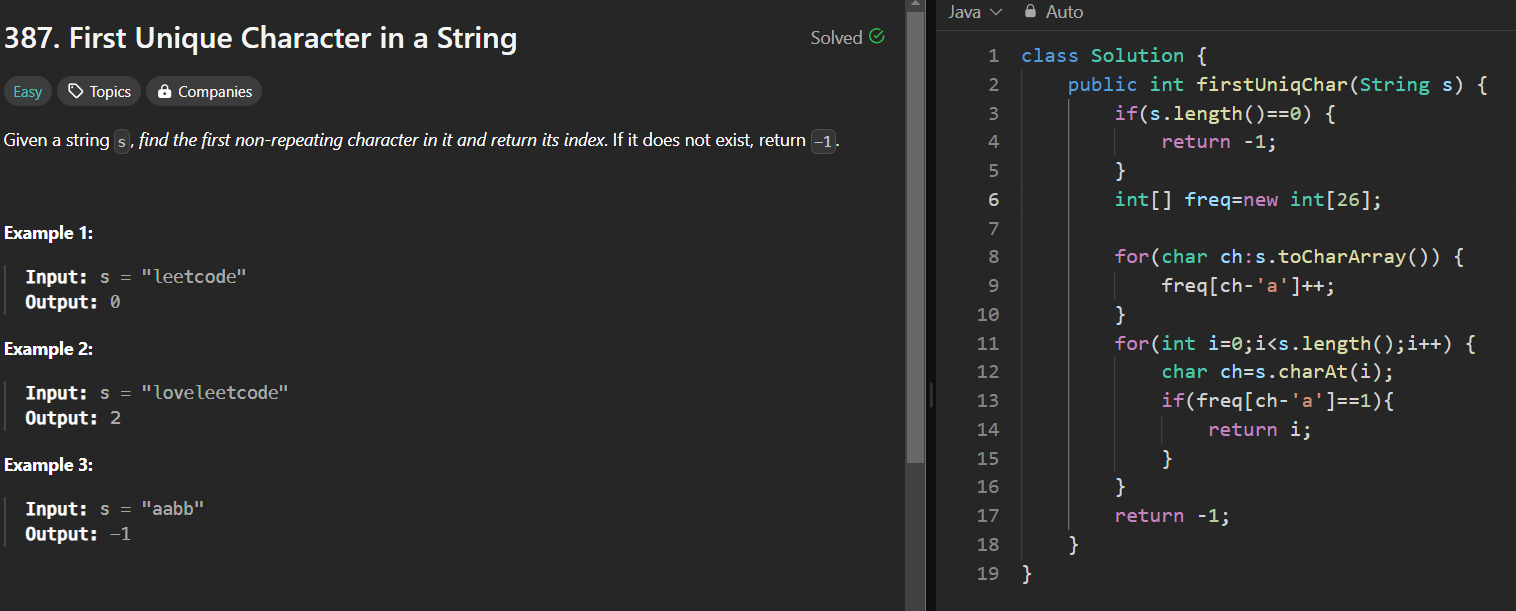 387. First Unique Character in a String
Solved
Easy
Topics
Companies
Given a string s, find the first non-repeating character in it and return its index. If it does not exist, return -1.
Example 1:
Input: s = "leetcode"
Output: 0
Example 2:
Input: s = "loveleetcode"
Output: 2
Example 3:
Input: s = "aabb"
Output: -1
Java
Auto
1 class Solution {
2     public int firstUniqChar(String s) {
3         if(s.length()==0) {
4             return -1;
5         }
6         int[] freq=new int[26];
7
8         for(char ch:s.toCharArray()) {
9             freq[ch-'a']++;
10         }
11         for(int i=0;i<s.length();i++) {
12             char ch=s.charAt(i);
13             if(freq[ch-'a']==1){
14                 return i;
15             }
16         }
17         return -1;
18     }
19 }